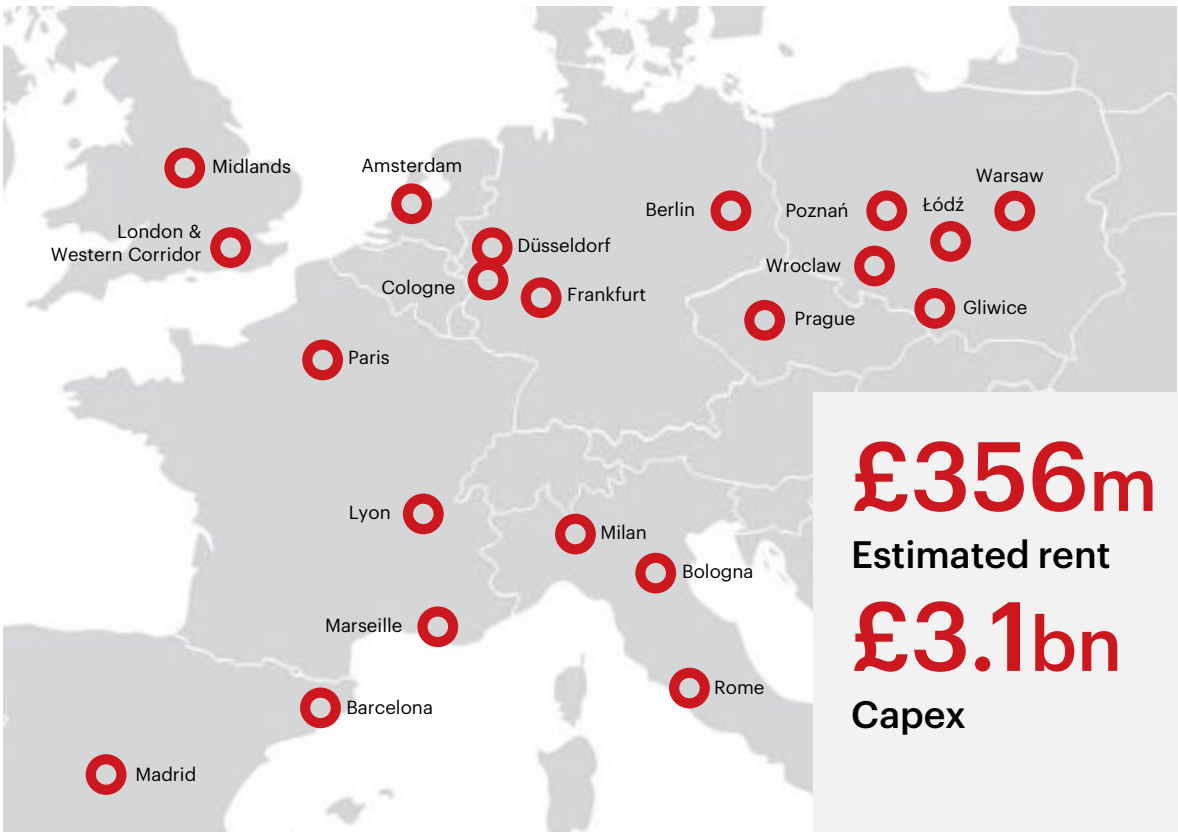 Midlands
Amsterdam
Warsaw
Berlin
Poznań
Łódź
London &
Western Corridor
Düsseldorf
Wroclaw
Cologne
Frankfurt
Gliwice
Prague
Paris
£356m
Estimated rent
£3.1bn
Capex
Lyon
Milan
Bologna
Marseille
Rome
Barcelona
Madrid